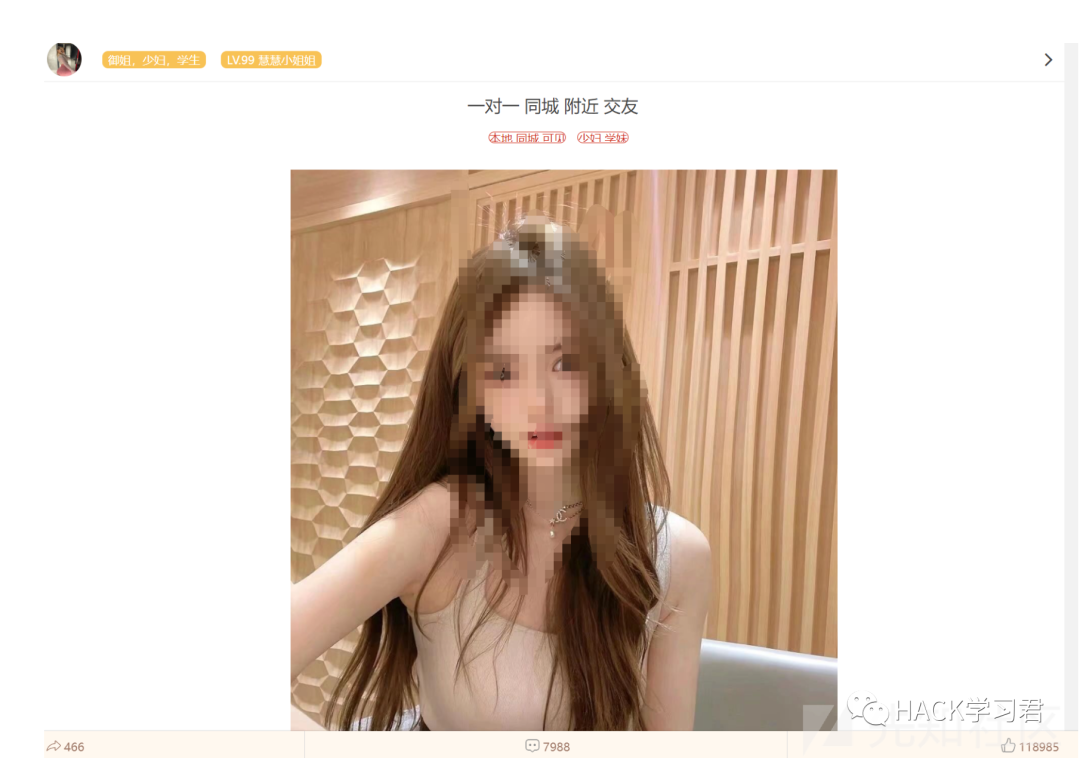 御姐，少妇，学生
LV.99 慧慧小姐姐
一对一 同城 附近 交友
本地 同城 可见
少妇 学妹
HACK学习君
先知社区
466
7988
118985